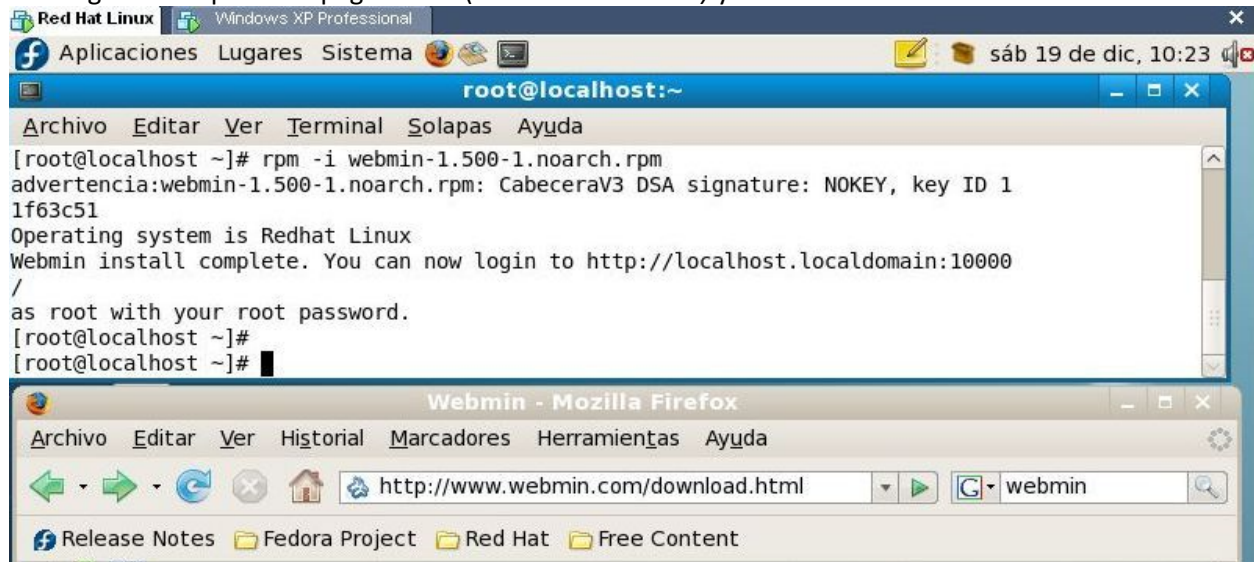 Red Hat Linux Windows XP Professional
Aplicaciones Lugares Sistema sáb 19 de dic, 10:23
root@localhost:~
Archivo Editar Ver Terminal Solapas Ayuda
[root@localhost ~]# rpm -i webmin-1.500-1.noarch.rpm
advertencia:webmin-1.500-1.noarch.rpm: CabeceraV3 DSA signature: NOKEY, key ID 1
1f63c51
Operating system is Redhat Linux
Webmin install complete. You can now login to http://localhost.localdomain:10000
/
as root with your root password.
[root@localhost ~]#
[root@localhost ~]#
Webmin - Mozilla Firefox
Archivo Editar Ver Historial Marcadores Herramientas Ayuda
http://www.webmin.com/download.html G webmin
Release Notes Fedora Project Red Hat Free Content